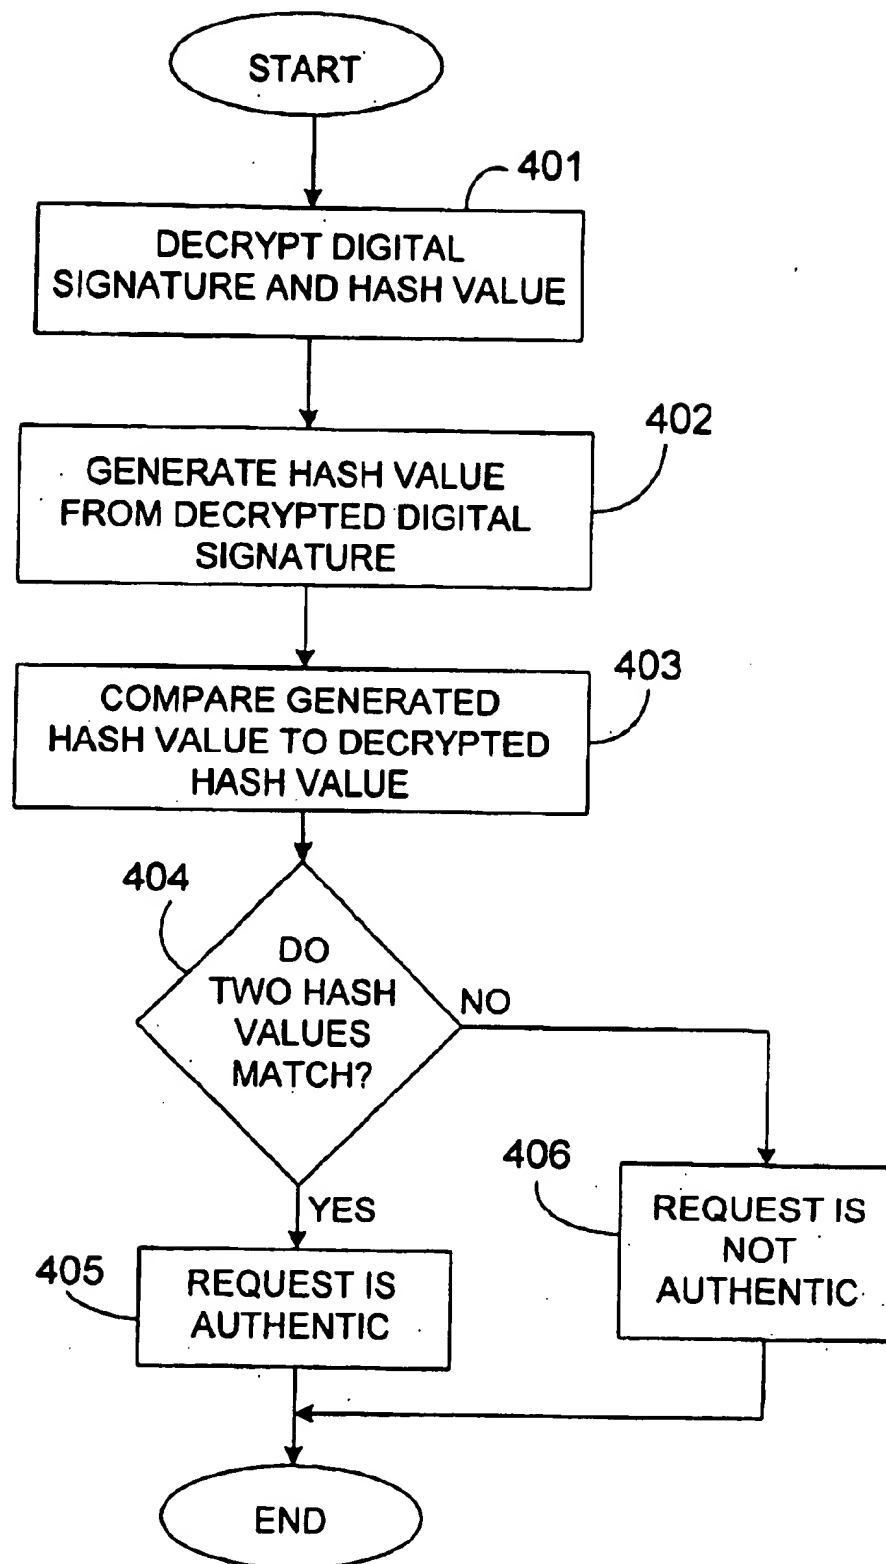 START
401
DECRYPT DIGITAL
SIGNATURE AND HASH VALUE
402
GENERATE HASH VALUE
FROM DECRYPTED DIGITAL
SIGNATURE
403
COMPARE GENERATED
HASH VALUE TO DECRYPTED
HASH VALUE
404
DO
TWO HASH
VALUES
MATCH?
NO
YES
405
REQUEST IS
AUTHENTIC
406
REQUEST IS
NOT
AUTHENTIC
END